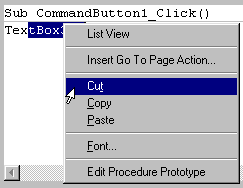 Sub CommandButton1_Click()
TextBox
List View
Insert Go To Page Action...
Cut
Copy
Paste
Font...
Edit Procedure Prototype